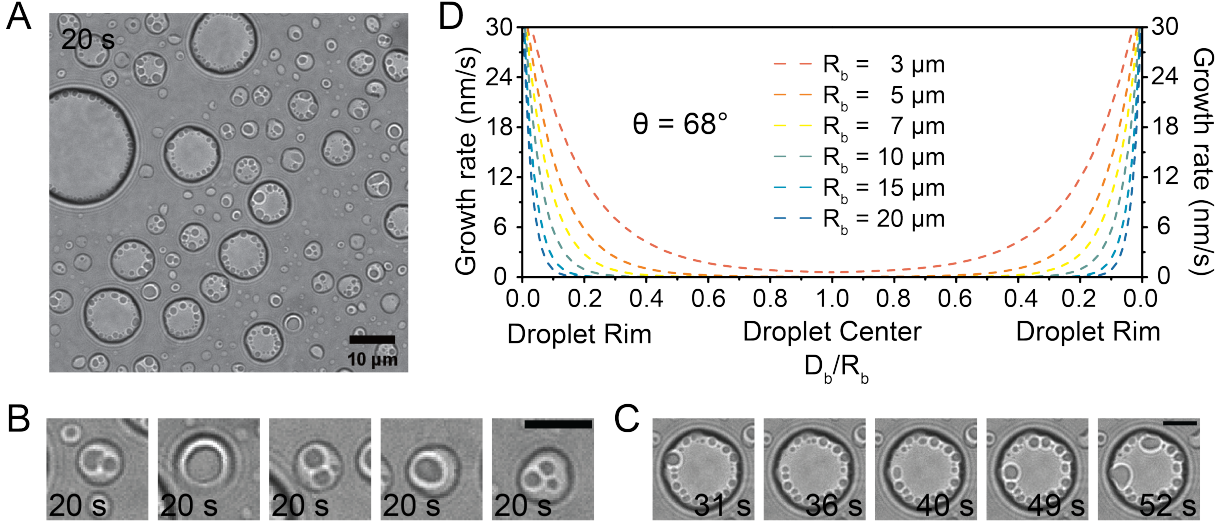 A
20 s
10 µm
D
Growth rate (nm/s)
30
24
18
12
6
0
θ = 68°
R_b = 3 µm
R_b = 5 µm
R_b = 7 µm
R_b = 10 µm
R_b = 15 µm
R_b = 20 µm
30
24
18
12
6
0
Growth rate (nm/s)
0.0 0.2 0.4 0.6 0.8 1.0 0.8 0.6 0.4 0.2 0.0
Droplet Rim Droplet Center Droplet Rim
D_b/R_b
B
20 s 20 s 20 s 20 s 20 s
C
31 s 36 s 40 s 49 s 52 s